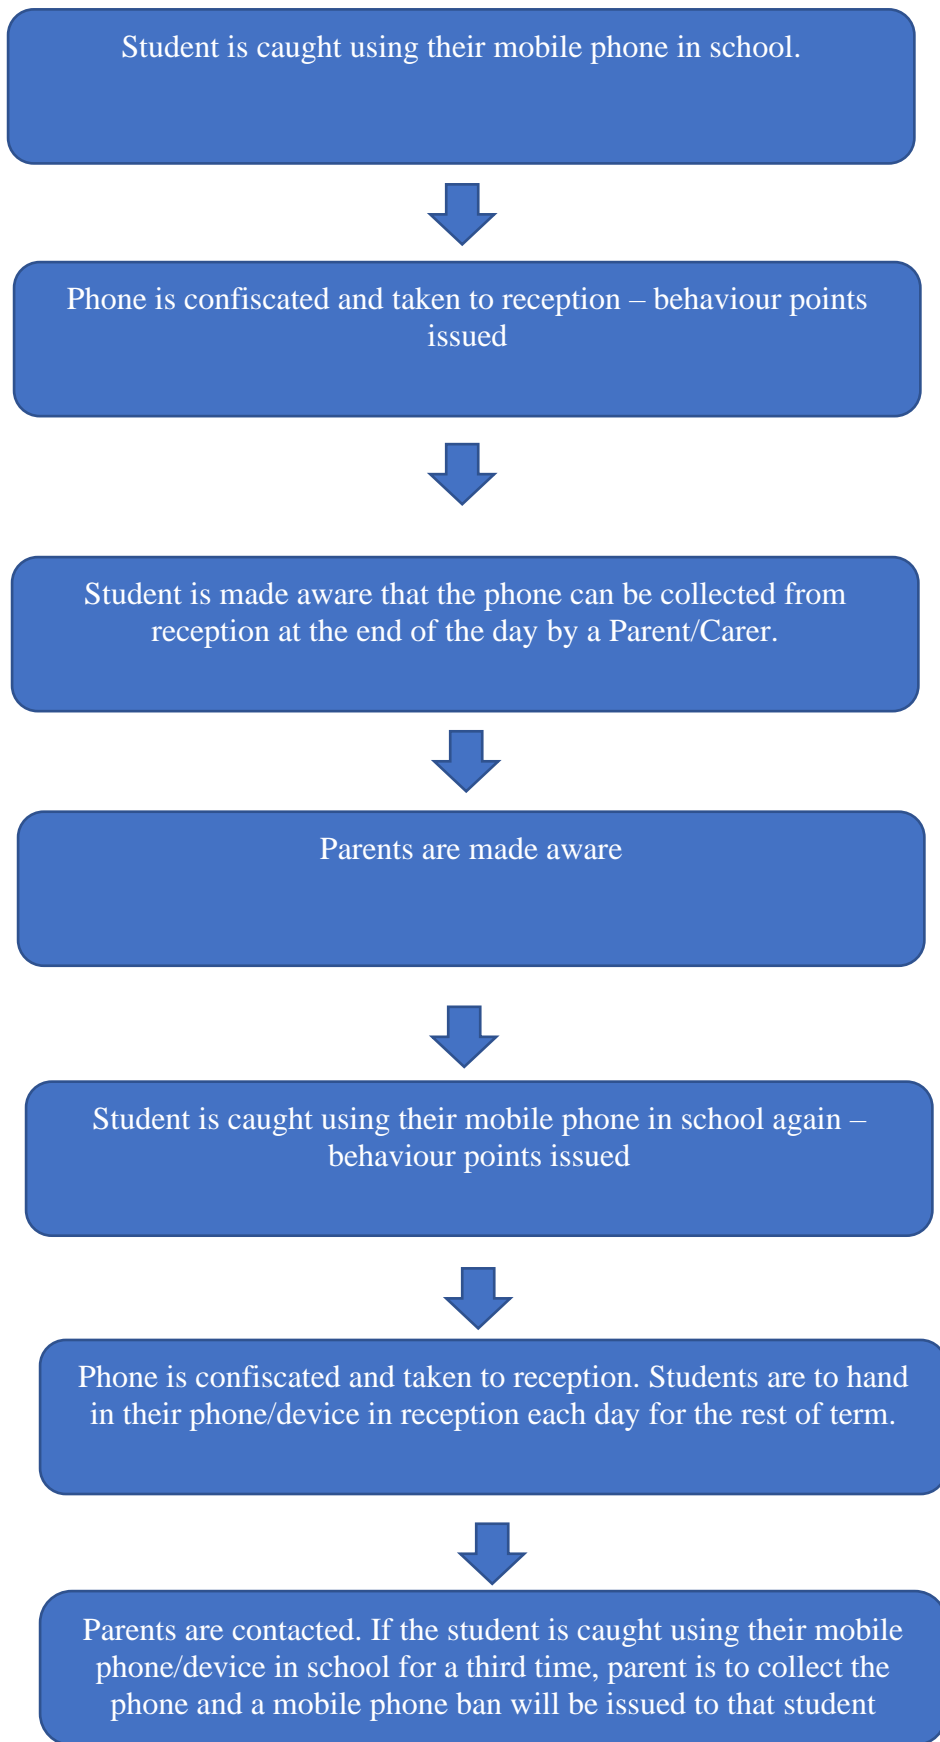 Student is caught using their mobile phone in school.
Phone is confiscated and taken to reception – behaviour points
issued
Student is made aware that the phone can be collected from
reception at the end of the day by a Parent/Carer.
Parents are made aware
Student is caught using their mobile phone in school again –
behaviour points issued
Phone is confiscated and taken to reception. Students are to hand
in their phone/device in reception each day for the rest of term.
Parents are contacted. If the student is caught using their mobile
phone/device in school for a third time, parent is to collect the
phone and a mobile phone ban will be issued to that student